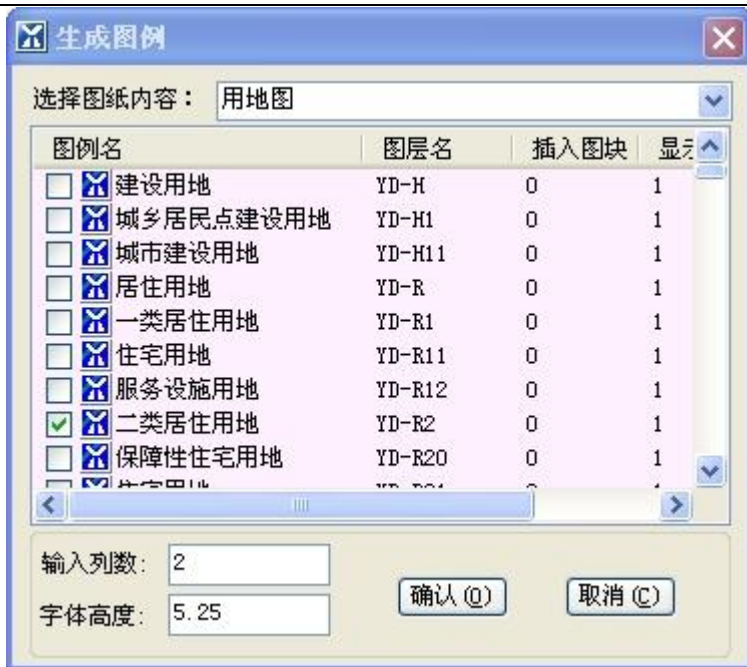 生成图例
选择图纸内容： 用地图
图例名 图层名 插入图块 显
建设用地 YD-H 0 1
城乡居民点建设用地 YD-H1 0 1
城市建设用地 YD-H11 0 1
居住用地 YD-R 0 1
一类居住用地 YD-R1 0 1
住宅用地 YD-R11 0 1
服务设施用地 YD-R12 0 1
二类居住用地 YD-R2 0 1
保障性住宅用地 YD-R20 0 1
输入列数: 2
字体高度: 5.25
确认(O) 取消(C)